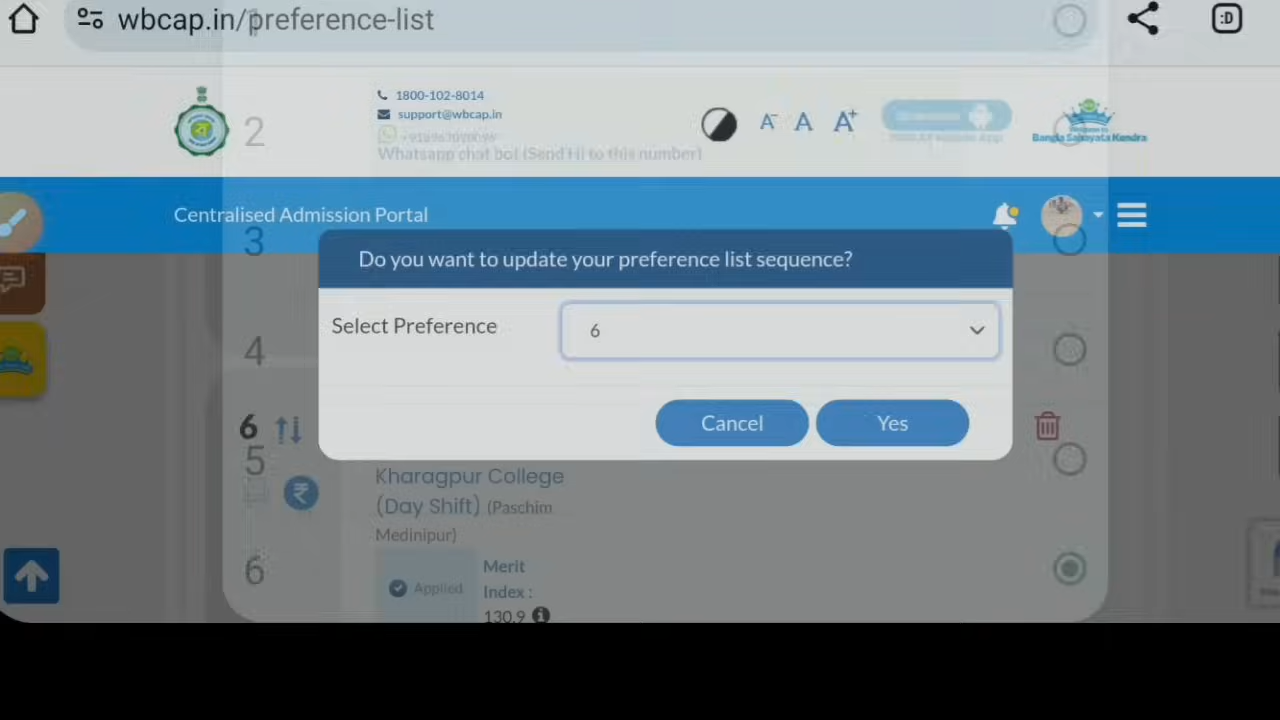 wbcap.in/preference-list
:D
1800-102-8014
support@wbcap.in
Whatsapp chat bot (Send Hi to this number)
A- A A+
Bangla Sahayata Kendra
2
Centralised Admission Portal
3
Do you want to update your preference list sequence?
Select Preference
6
4
Cancel
Yes
6
5
₹
Kharagpur College
(Day Shift) (Paschim
Medinipur)
6
Applied
Merit
Index :
130.9